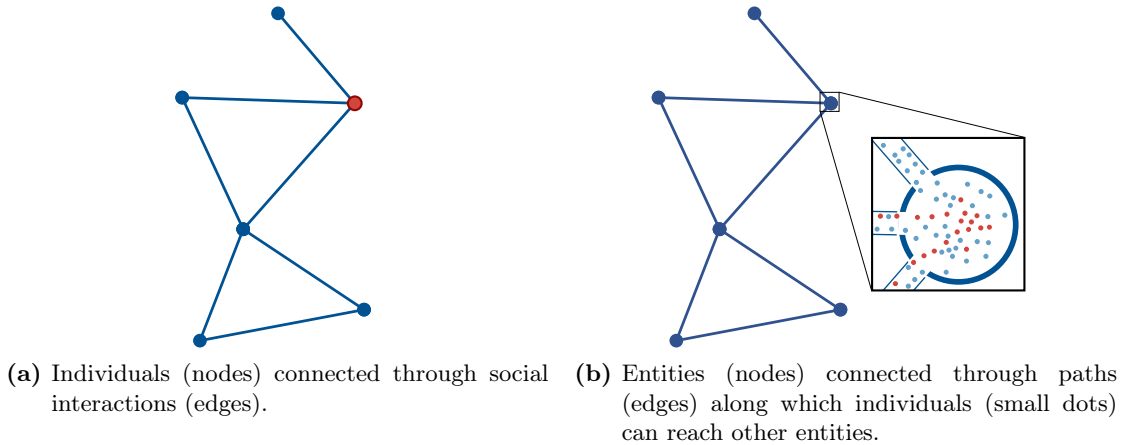 (a) Individuals (nodes) connected through social
interactions (edges).
(b) Entities (nodes) connected through paths
(edges) along which individuals (small dots)
can reach other entities.